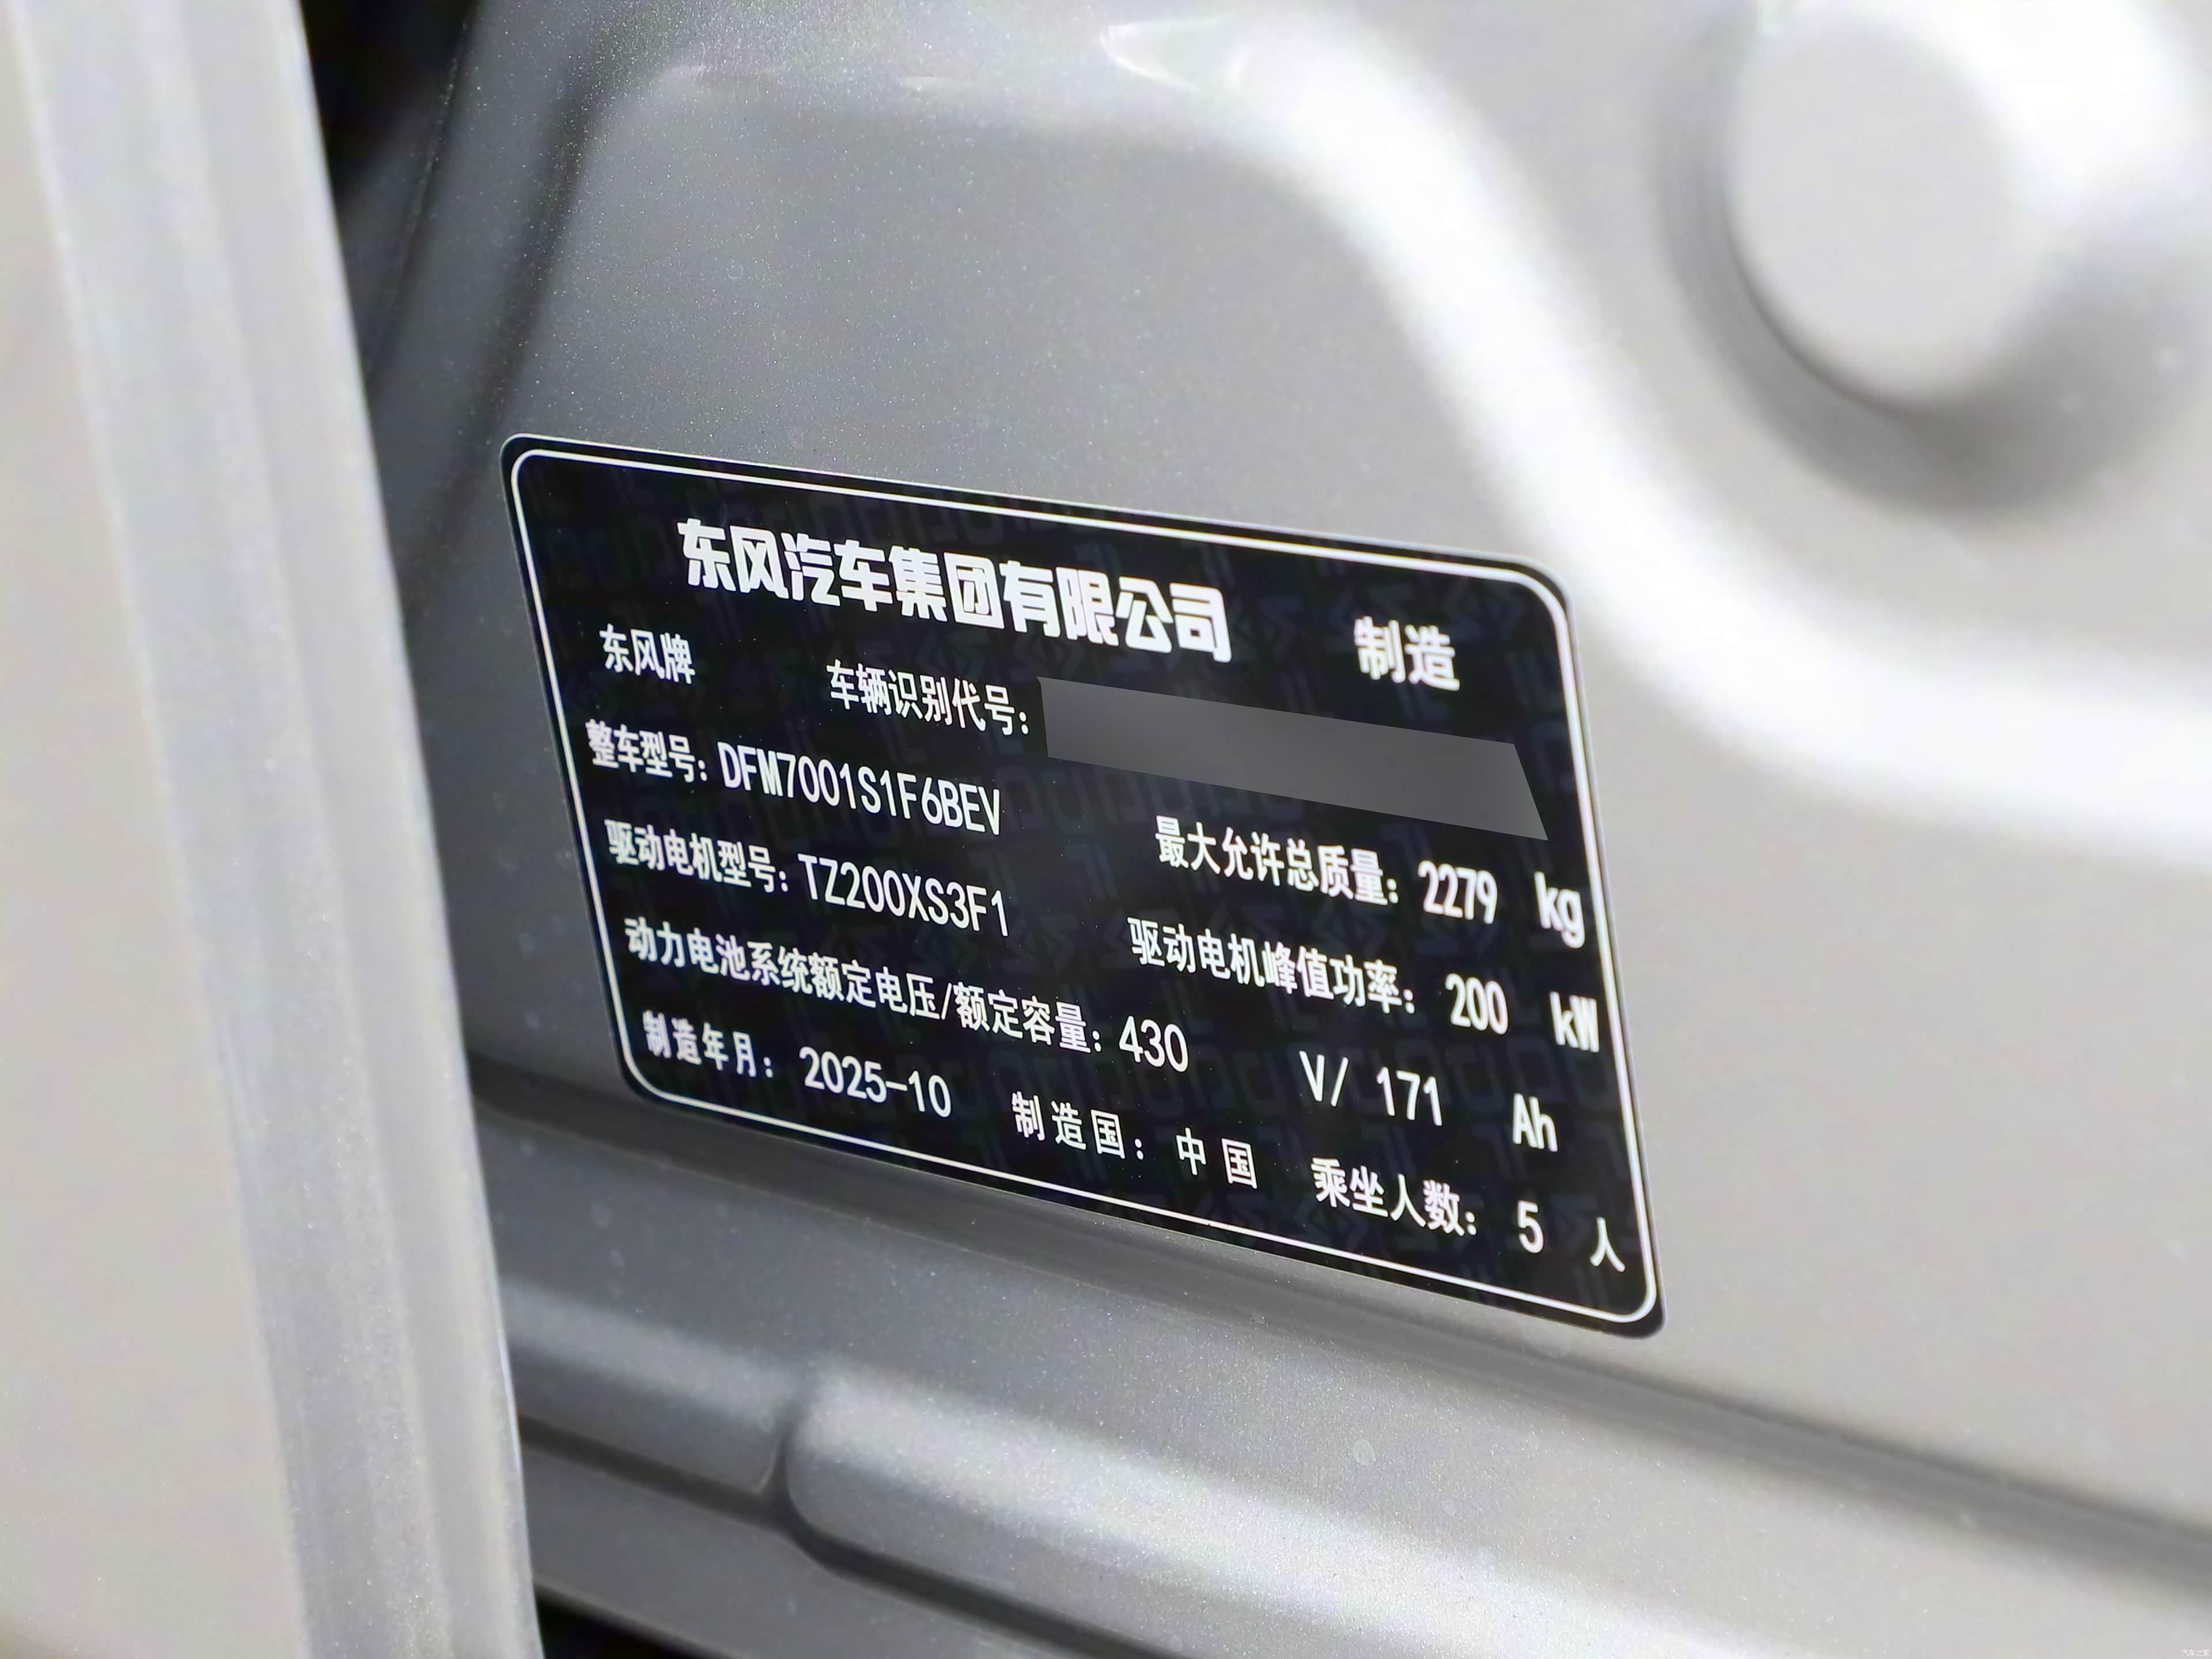 东风汽车集团有限公司 制造
东风牌 车辆识别代号:
整车型号: DFM7001S1F6BEV 最大允许总质量: 2279 kg
驱动电机型号: TZ200XS3F1 驱动电机峰值功率: 200 kW
动力电池系统额定电压/额定容量: 430 V/ 171 Ah
制造年月: 2025-10 制造国: 中国 乘坐人数: 5 人
汽车之家